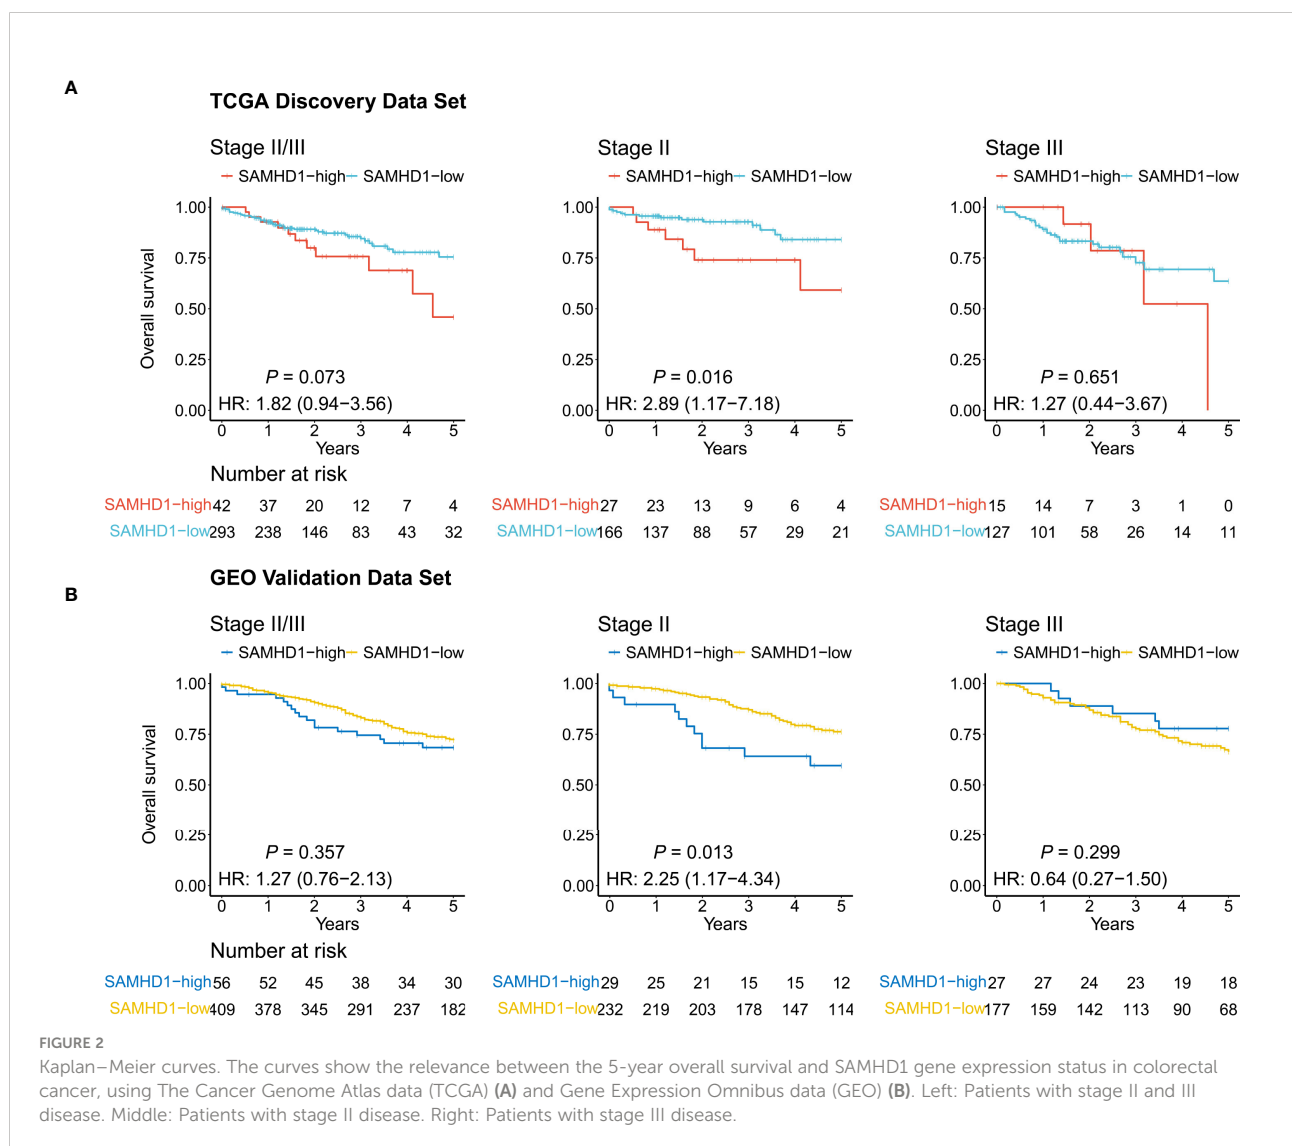 A
TCGA Discovery Data Set
Stage II/III
SAMHD1−high SAMHD1−low
Overall survival
1.00
0.75
0.50
0.25
0.00
P = 0.073
HR: 1.82 (0.94−3.56)
0 1 2 3 4 5
Years
Stage II
SAMHD1−high SAMHD1−low
1.00
0.75
0.50
0.25
0.00
P = 0.016
HR: 2.89 (1.17−7.18)
0 1 2 3 4 5
Years
Stage III
SAMHD1−high SAMHD1−low
1.00
0.75
0.50
0.25
0.00
P = 0.651
HR: 1.27 (0.44−3.67)
0 1 2 3 4 5
Years
Number at risk
SAMHD1−high 42 37 20 12 7 4
SAMHD1−low 293 238 146 83 43 32
SAMHD1−high 27 23 13 9 6 4
SAMHD1−low 166 137 88 57 29 21
SAMHD1−high 15 14 7 3 1 0
SAMHD1−low 127 101 58 26 14 11
B
GEO Validation Data Set
Stage II/III
SAMHD1−high SAMHD1−low
Overall survival
1.00
0.75
0.50
0.25
0.00
P = 0.357
HR: 1.27 (0.76−2.13)
0 1 2 3 4 5
Years
Stage II
SAMHD1−high SAMHD1−low
1.00
0.75
0.50
0.25
0.00
P = 0.013
HR: 2.25 (1.17−4.34)
0 1 2 3 4 5
Years
Stage III
SAMHD1−high SAMHD1−low
1.00
0.75
0.50
0.25
0.00
P = 0.299
HR: 0.64 (0.27−1.50)
0 1 2 3 4 5
Years
Number at risk
SAMHD1−high 56 52 45 38 34 30
SAMHD1−low 409 378 345 291 237 182
SAMHD1−high 29 25 21 15 15 12
SAMHD1−low 232 219 203 178 147 114
SAMHD1−high 27 27 24 23 19 18
SAMHD1−low 177 159 142 113 90 68
FIGURE 2
Kaplan–Meier curves. The curves show the relevance between the 5-year overall survival and SAMHD1 gene expression status in colorectal
cancer, using The Cancer Genome Atlas data (TCGA) (A) and Gene Expression Omnibus data (GEO) (B). Left: Patients with stage II and III
disease. Middle: Patients with stage II disease. Right: Patients with stage III disease.